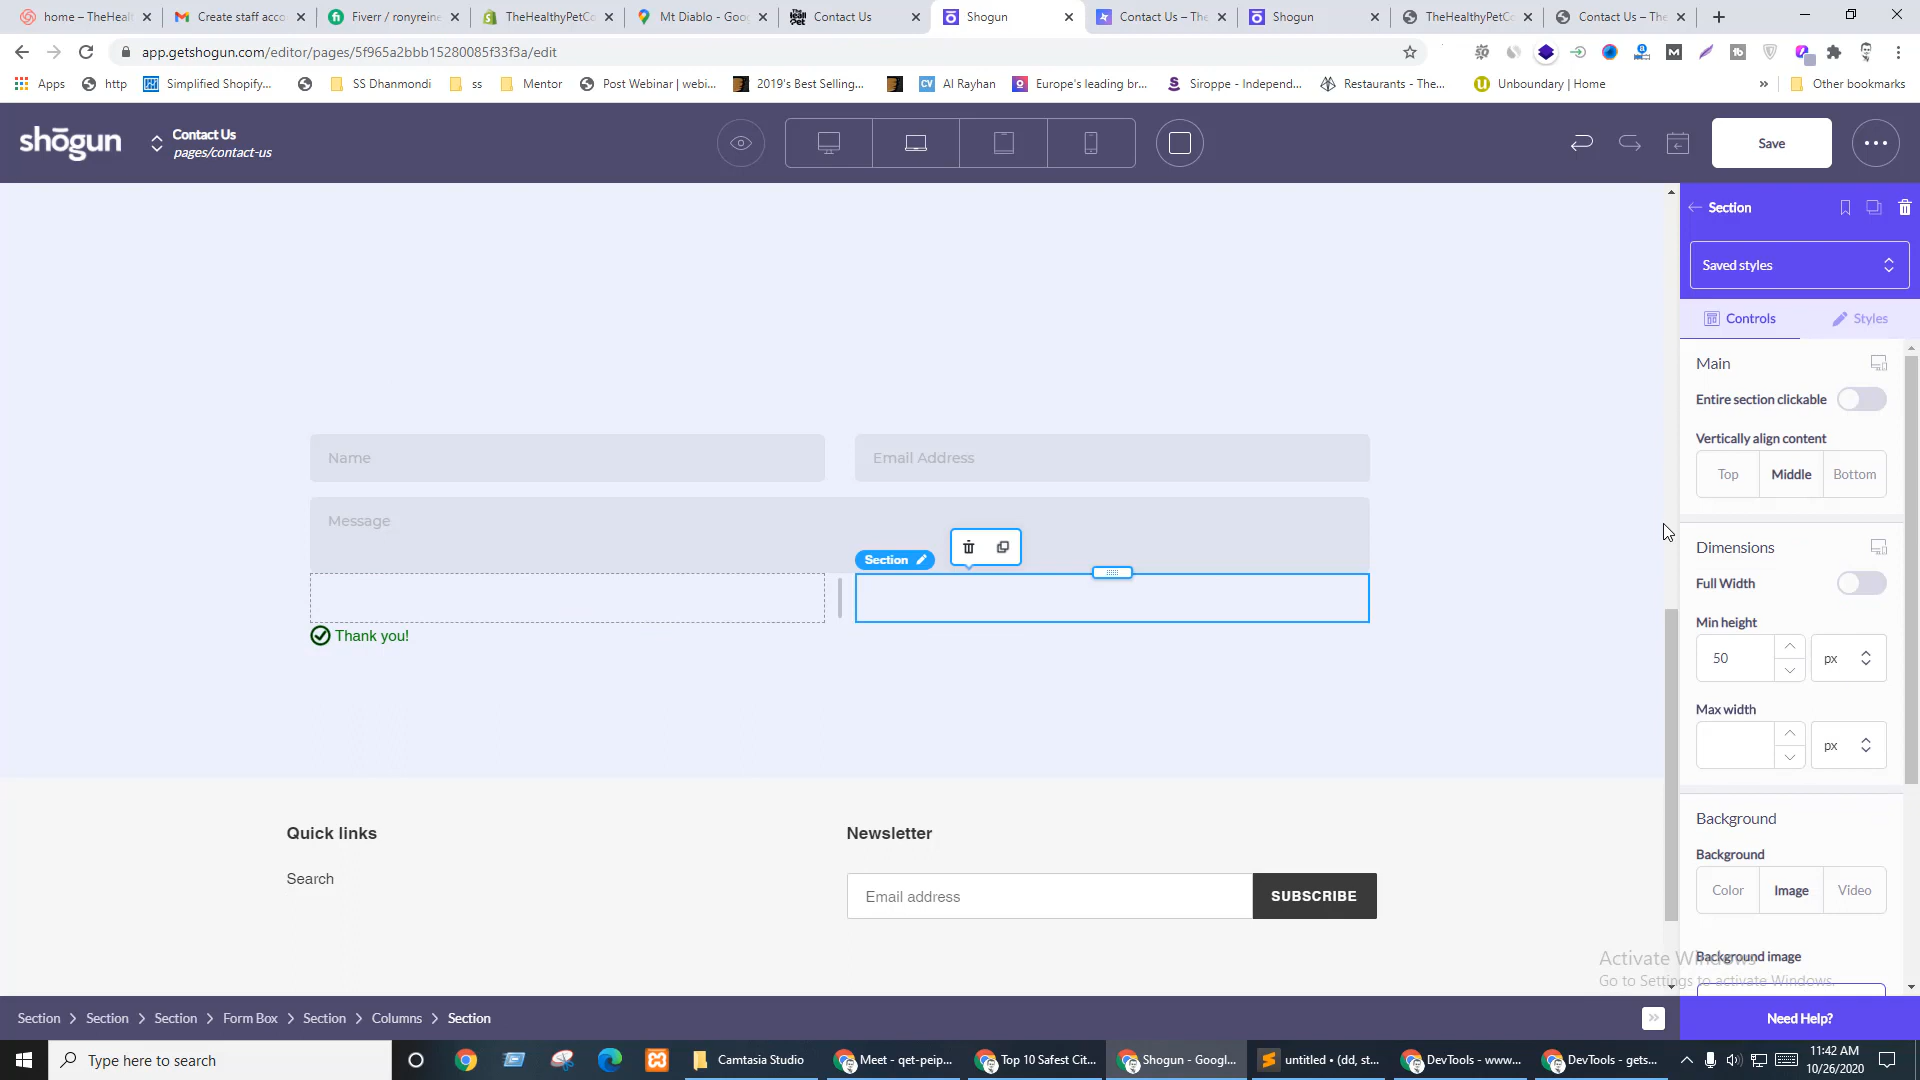 home – TheHealt
Create staff acco
Fiverr / ronyreine
TheHealthyPetCo
Mt Diablo - Goo
Contact Us
Shogun
Contact Us – The
Shogun
TheHealthyPetCo
Contact Us – The
app.getshogun.com/editor/pages/5f965a2bbb15280085f33f3a/edit
Apps
http
Simplified Shopify...
SS Dhanmondi
ss
Mentor
Post Webinar | webi...
2019's Best Selling...
Al Rayhan
Europe's leading br...
Siroppe - Independ...
Restaurants - The...
Unboundary | Home
Other bookmarks
shōgun
Contact Us
pages/contact-us
Save
Section
Saved styles
Controls
Styles
Main
Entire section clickable
Vertically align content
Top
Middle
Bottom
Dimensions
Full Width
Min height
50
px
Max width
px
Background
Background
Color
Image
Video
Background image
Activate Windows
Go to Settings to activate Windows.
Name
Email Address
Message
Section
Thank you!
Quick links
Newsletter
Search
Email address
SUBSCRIBE
Section
Section
Section
Form Box
Section
Columns
Section
Need Help?
Type here to search
Camtasia Studio
Meet - qet-peip...
Top 10 Safest Cit...
Shogun - Googl...
untitled • (dd, st...
DevTools - www...
DevTools - gets...
11:42 AM
10/26/2020